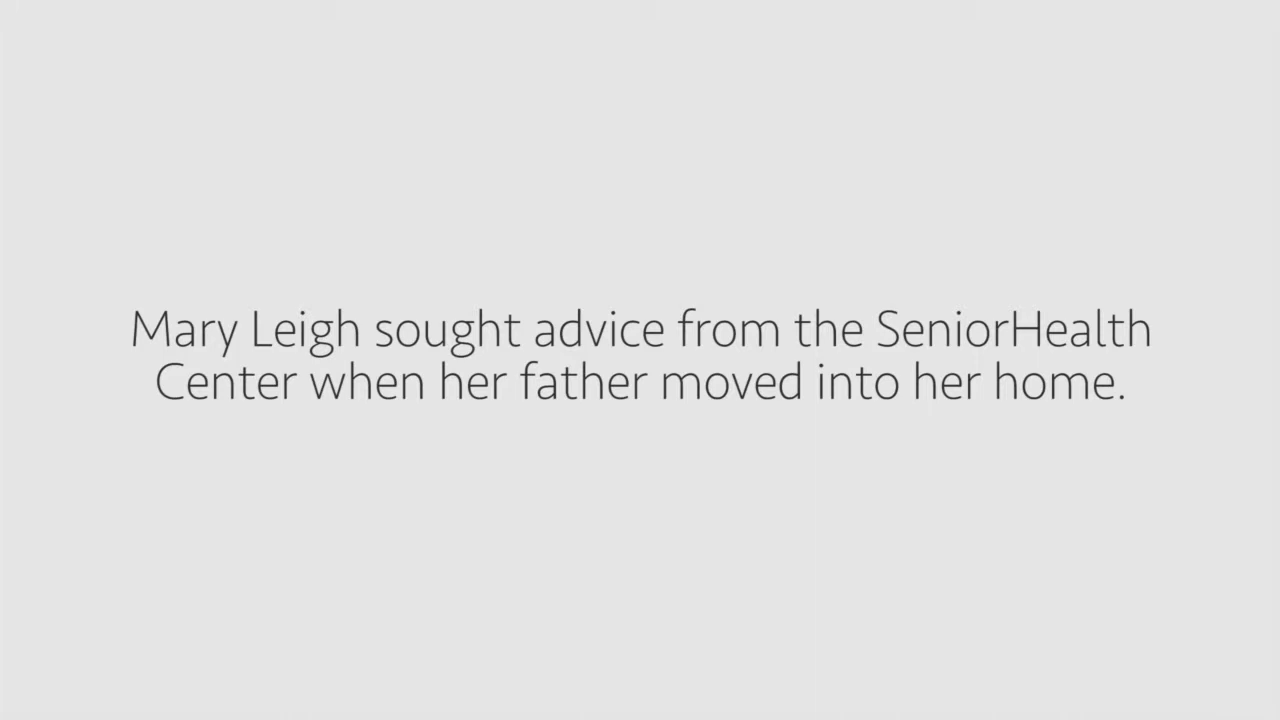 Mary Leigh sought advice from the SeniorHealth
Center when her father moved into her home.